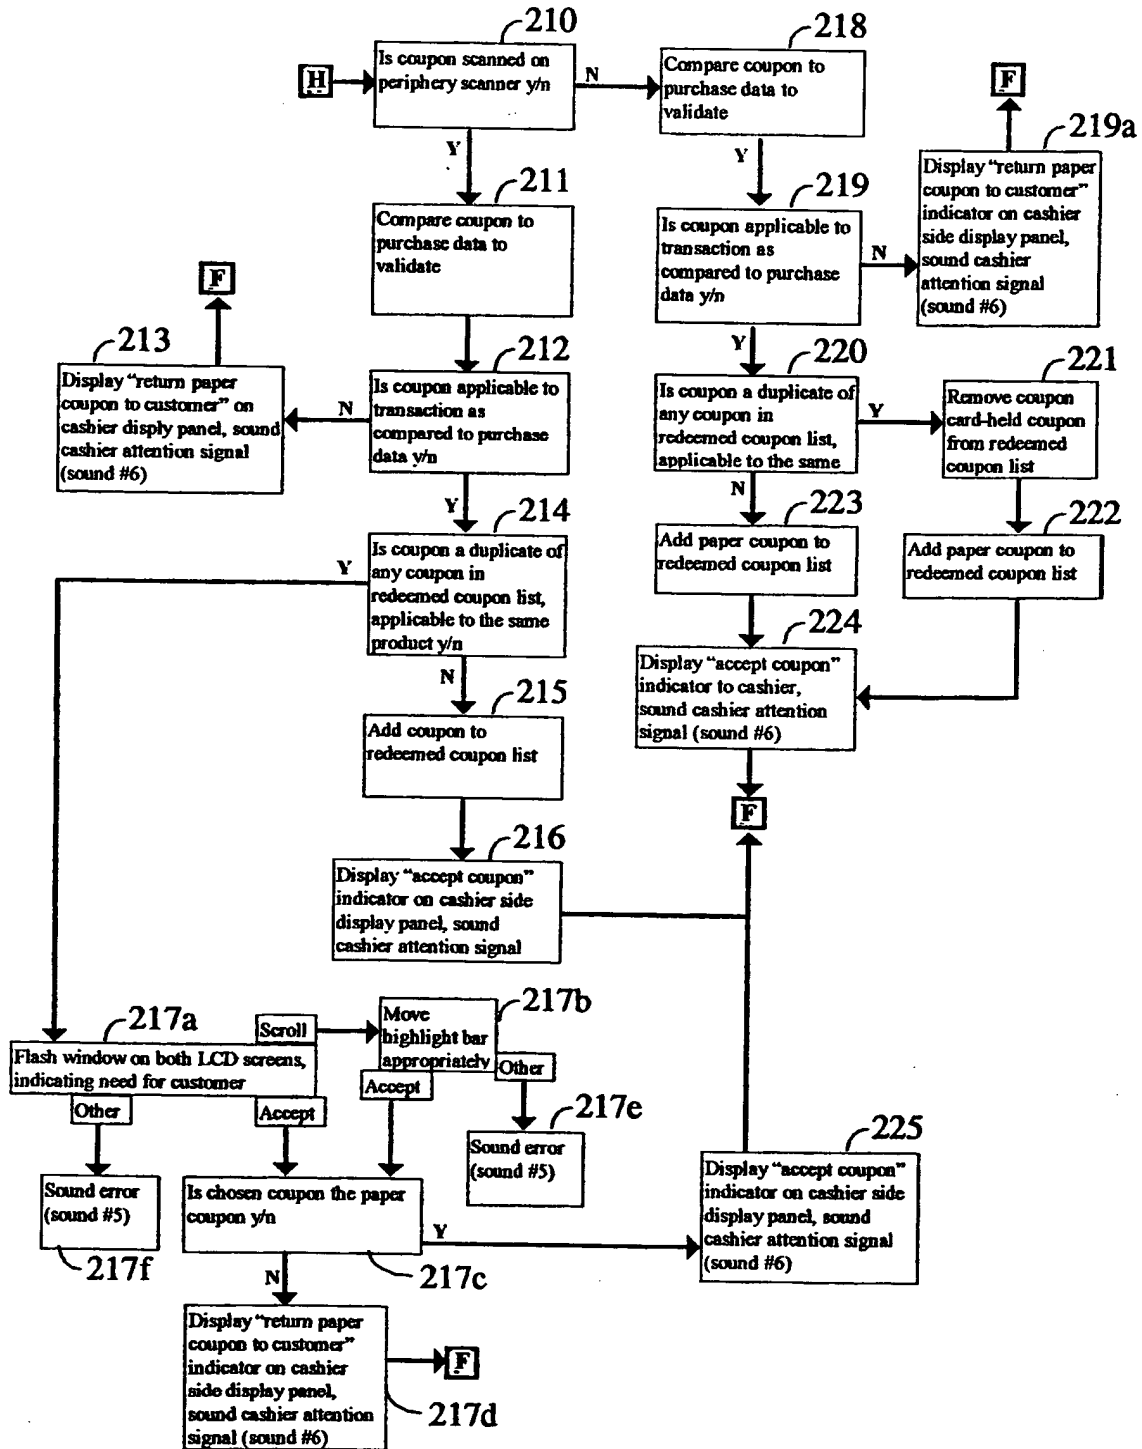 210
218
H
Is coupon scanned on
periphery scanner y/n
N
Compare coupon to
purchase data to
validate
F
219a
Y
Y
211
219
Display “return paper
coupon to customer”
indicator on cashier
side display panel,
sound cashier
attention signal
(sound #6)
Compare coupon to
purchase data to
validate
Is coupon applicable to
transaction as
compared to purchase
data y/n
N
F
213
212
Y
220
221
Display “return paper
coupon to customer” on
cashier disply panel, sound
cashier attention signal
(sound #6)
N
Is coupon applicable to
transaction as
compared to purchase
data y/n
Is coupon a duplicate of
any coupon in
redeemed coupon list,
applicable to the same
Y
Remove coupon
card-held coupon
from redeemed
coupon list
Y
214
N
223
222
Is coupon a duplicate of
any coupon in
redeemed coupon list,
applicable to the same
product y/n
Y
Add paper coupon to
redeemed coupon list
Add paper coupon to
redeemed coupon list
N
224
215
Display “accept coupon”
indicator to cashier,
sound cashier attention
signal (sound #6)
Add coupon to
redeemed coupon list
F
216
Display “accept coupon”
indicator on cashier side
display panel, sound
cashier attention signal
217a
217b
Scroll
Move
highlight bar
appropriately
Flash window on both LCD screens,
indicating need for customer
Other
Accept
Accept
Other
217e
225
Sound error
(sound #5)
Sound error
(sound #5)
217f
Is chosen coupon the paper
coupon y/n
Y
217c
Display “accept coupon”
indicator on cashier side
display panel, sound
cashier attention signal
(sound #6)
N
Display “return paper
coupon to customer”
indicator on cashier
side display panel,
sound cashier attention
signal (sound #6)
F
217d